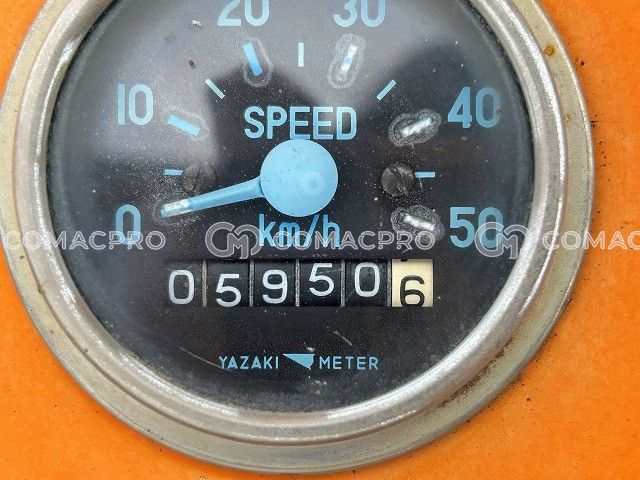 20 30
10 40
SPEED
0 50
km/h
COMACPRO COMACPRO COMACPRO
059506
YAZAKI METER